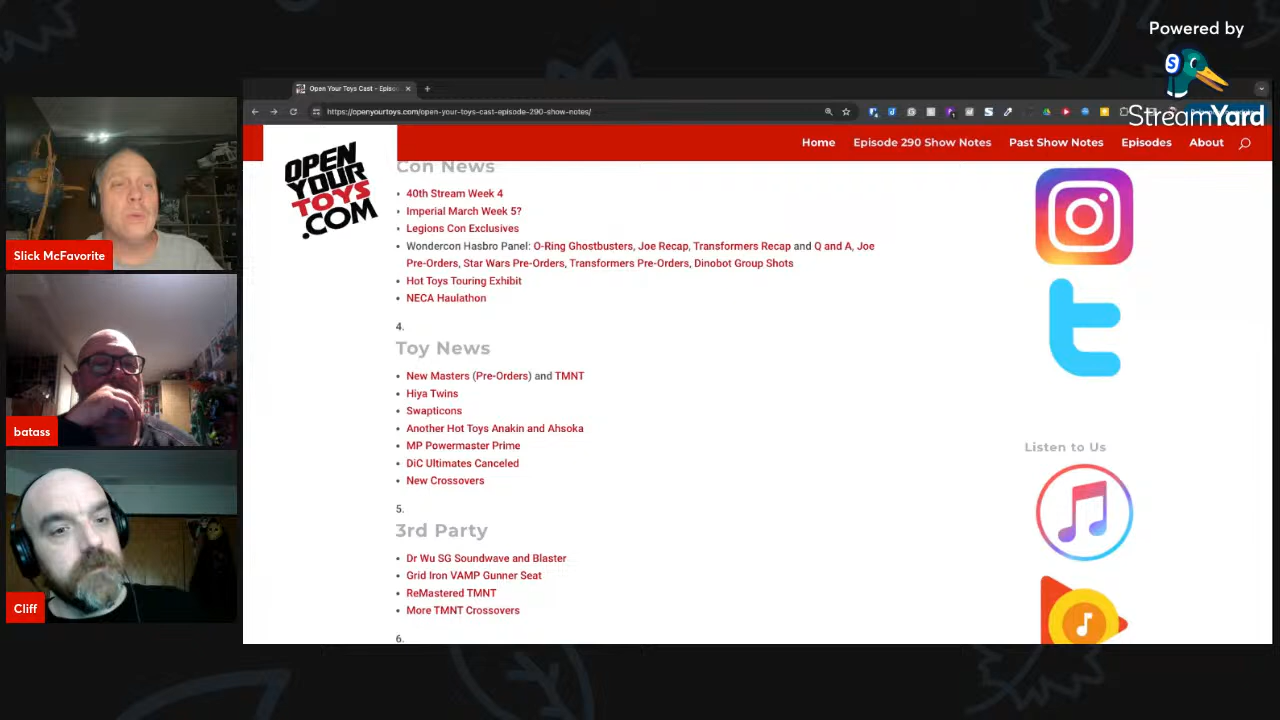 Powered by
StreamYard
Open Your Toys Cast - Episo
https://openyourtoys.com/open-your-toys-cast-episode-290-show-notes/
OPEN
YOUR
TOYS
.COM
Home
Episode 290 Show Notes
Past Show Notes
Episodes
About
Con News
• 40th Stream Week 4
• Imperial March Week 5?
• Legions Con Exclusives
• Wondercon Hasbro Panel: O-Ring Ghostbusters, Joe Recap, Transformers Recap and Q and A, Joe
Pre-Orders, Star Wars Pre-Orders, Transformers Pre-Orders, Dinobot Group Shots
• Hot Toys Touring Exhibit
• NECA Haulathon
4.
Toy News
• New Masters (Pre-Orders) and TMNT
• Hiya Twins
• Swapticons
• Another Hot Toys Anakin and Ahsoka
• MP Powermaster Prime
• DiC Ultimates Canceled
• New Crossovers
5.
3rd Party
• Dr Wu SG Soundwave and Blaster
• Grid Iron VAMP Gunner Seat
• ReMastered TMNT
• More TMNT Crossovers
6.
Listen to Us
Slick McFavorite
batass
Cliff